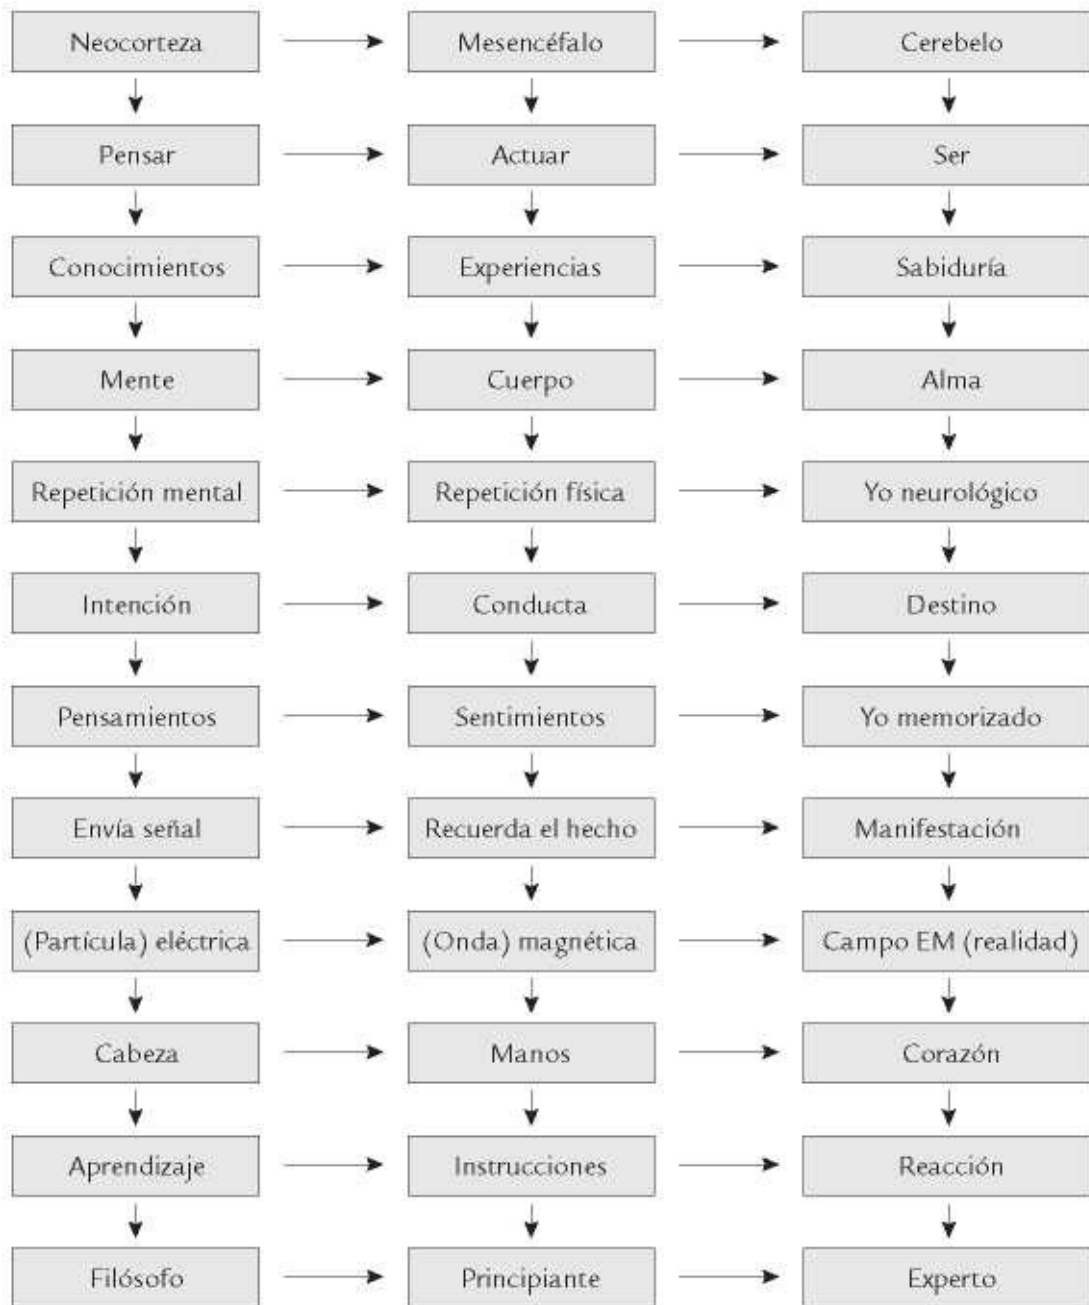 Neocorteza Mesencéfalo Cerebelo
Pensar Actuar Ser
Conocimientos Experiencias Sabiduría
Mente Cuerpo Alma
Repetición mental Repetición física Yo neurológico
Intención Conducta Destino
Pensamientos Sentimientos Yo memorizado
Envía señal Recuerda el hecho Manifestación
(Partícula) eléctrica (Onda) magnética Campo EM (realidad)
Cabeza Manos Corazón
Aprendizaje Instrucciones Reacción
Filósofo Principiante Experto